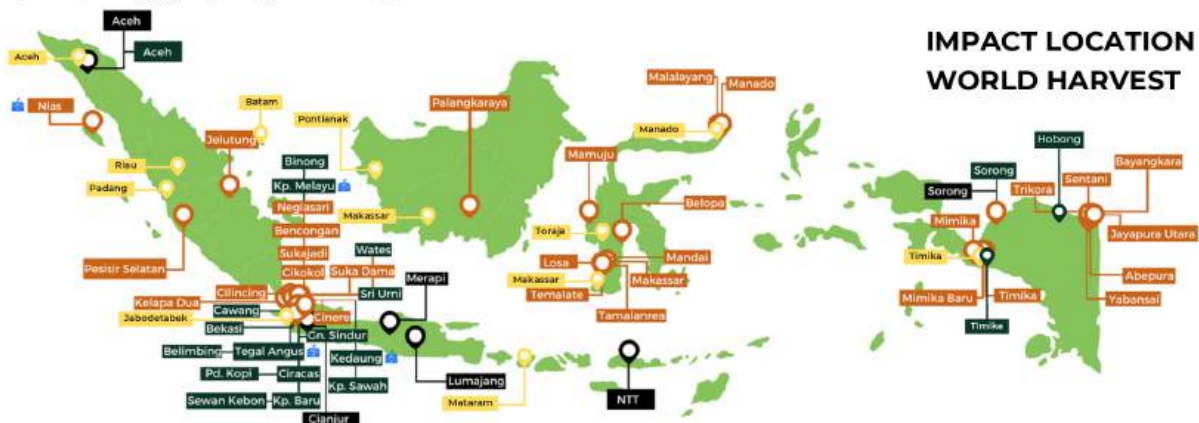 IMPACT LOCATION
WORLD HARVEST
Aceh
Aceh
Aceh
Nias
Batam
Pontianak
Palangkaraya
Malalayang
Manado
Manado
Jelutung
Riau
Padang
Binong
Kp. Melayu
Neglasari
Bencongan
Sukajadi
Cikokol
Makassar
Mamuju
Belopa
Toraja
Losa
Mandai
Makassar
Makassar
Temalate
Tamalanrea
Pesisir Selatan
Wates
Suka Dama
Sri Urni
Merapi
Cilincing
Kelapa Dua
Cawang
Cinere
Jabodetabek
Bekasi
Gn. Sindur
Belimbing
Tegal Angus
Kedaung
Pd. Kopi
Ciracas
Kp. Sawah
Sewan Kebon
Kp. Baru
Cianjur
Lumajang
Mataram
NTT
Hobong
Sorong
Sorong
Trikora
Sentani
Bayangkara
Mimika
Jayapura Utara
Timika
Abepura
Mimika Baru
Timika
Yabansai
Timika